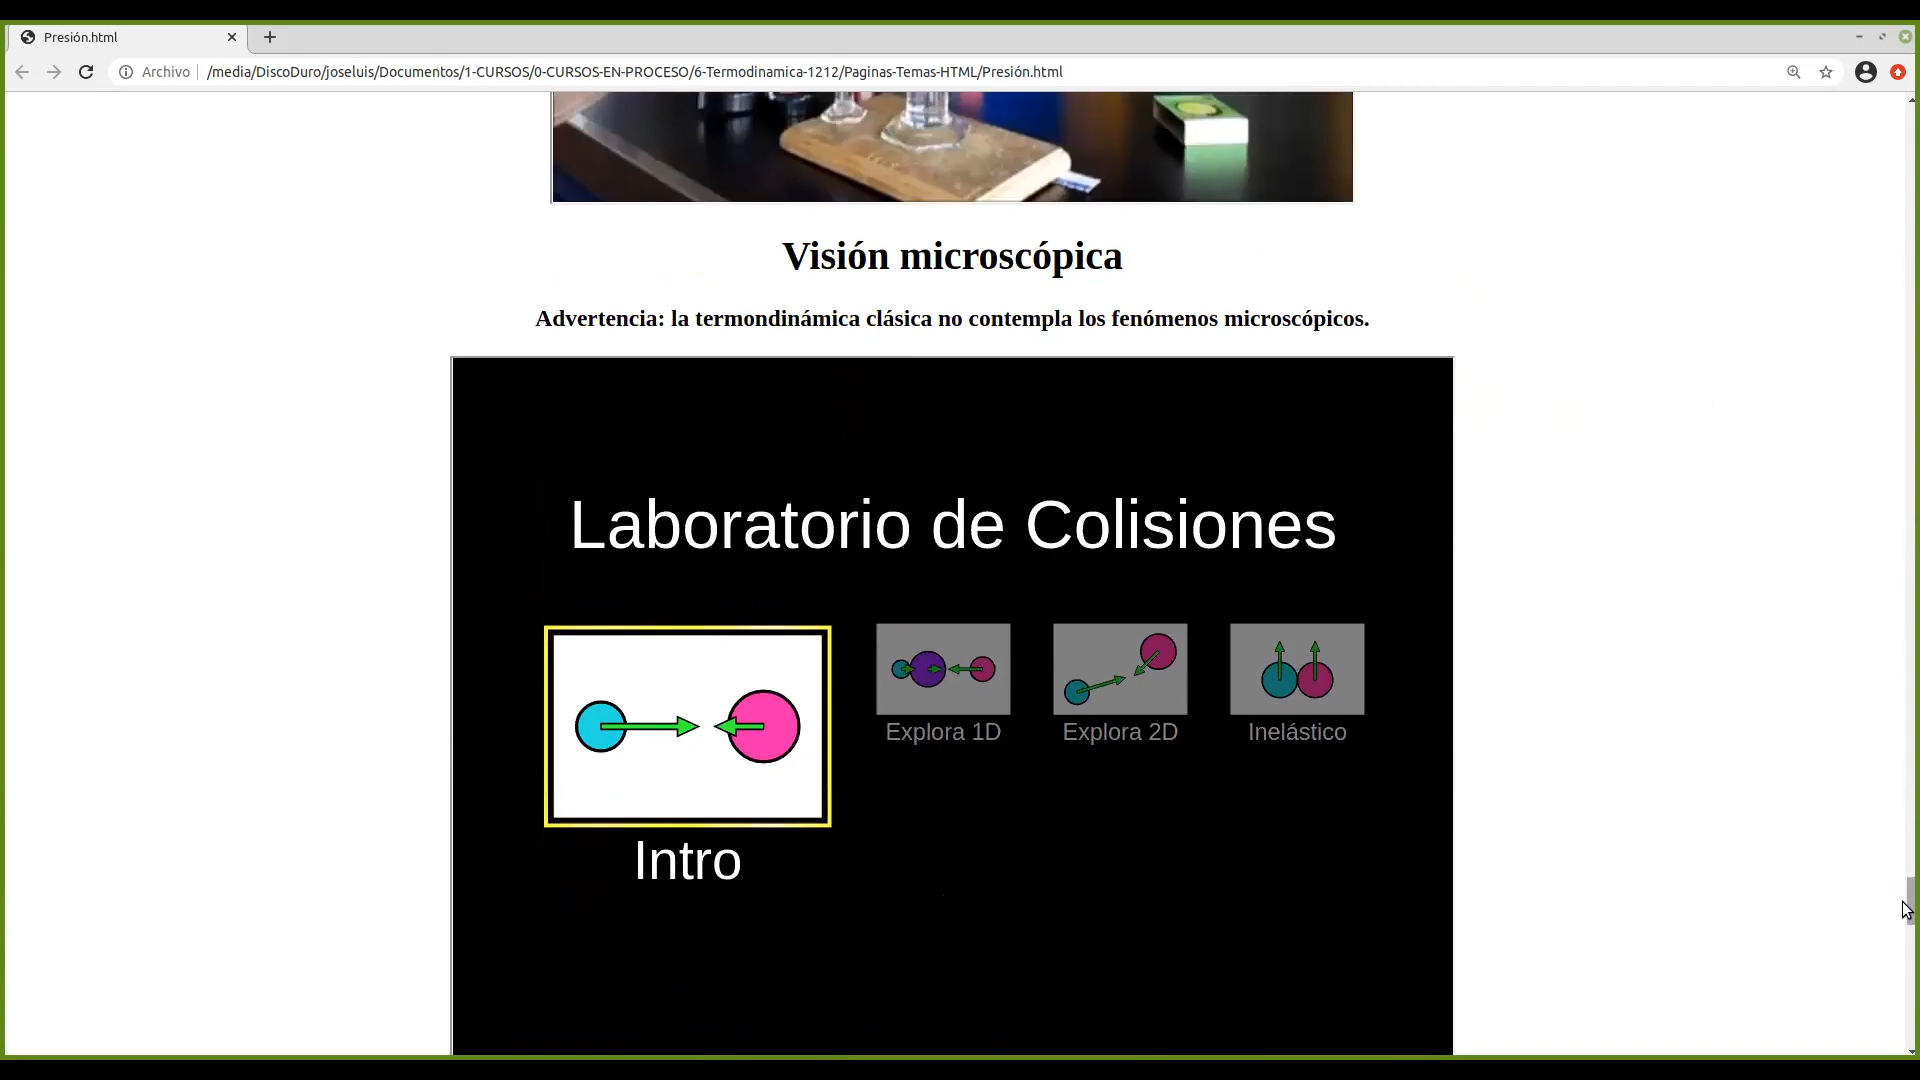 Presión.html
Archivo
/media/DiscoDuro/joseluis/Documentos/1-CURSOS/0-CURSOS-EN-PROCESO/6-Termodinamica-1212/Paginas-Temas-HTML/Presión.html
Visión microscópica
Advertencia: la termondinámica clásica no contempla los fenómenos microscópicos.
Laboratorio de Colisiones
Explora 1D
Explora 2D
Inelástico
Intro